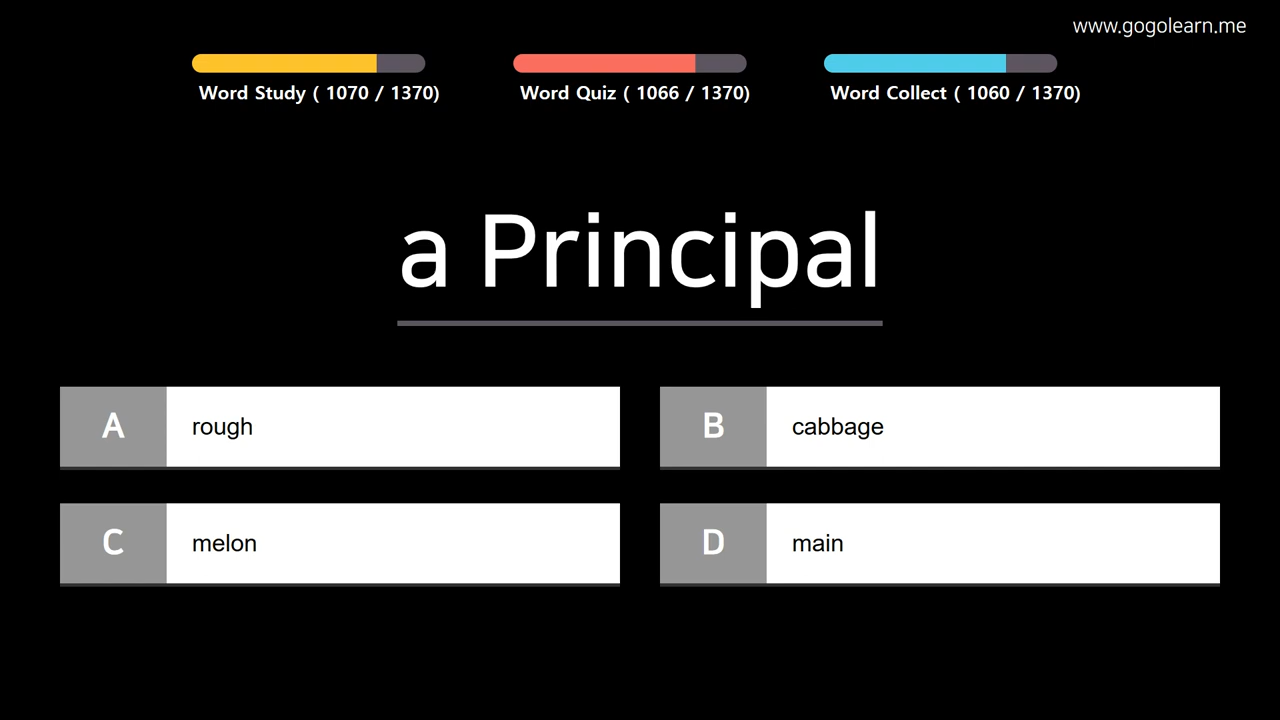 www.gogolearn.me
Word Study ( 1070 / 1370)
Word Quiz ( 1066 / 1370)
Word Collect ( 1060 / 1370)
a Principal
A rough
B cabbage
C melon
D main